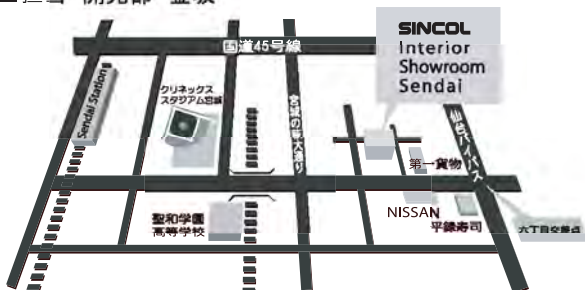 SINCOL
Interior
Showroom
Sendai
国道45号線
Sendai Station
クリネックス
スタジアム宮城
宮城の萩大通り
仙台バイパス
第一貨物
NISSAN
平禄寿司
聖和学園
高等学校
六丁目交差点